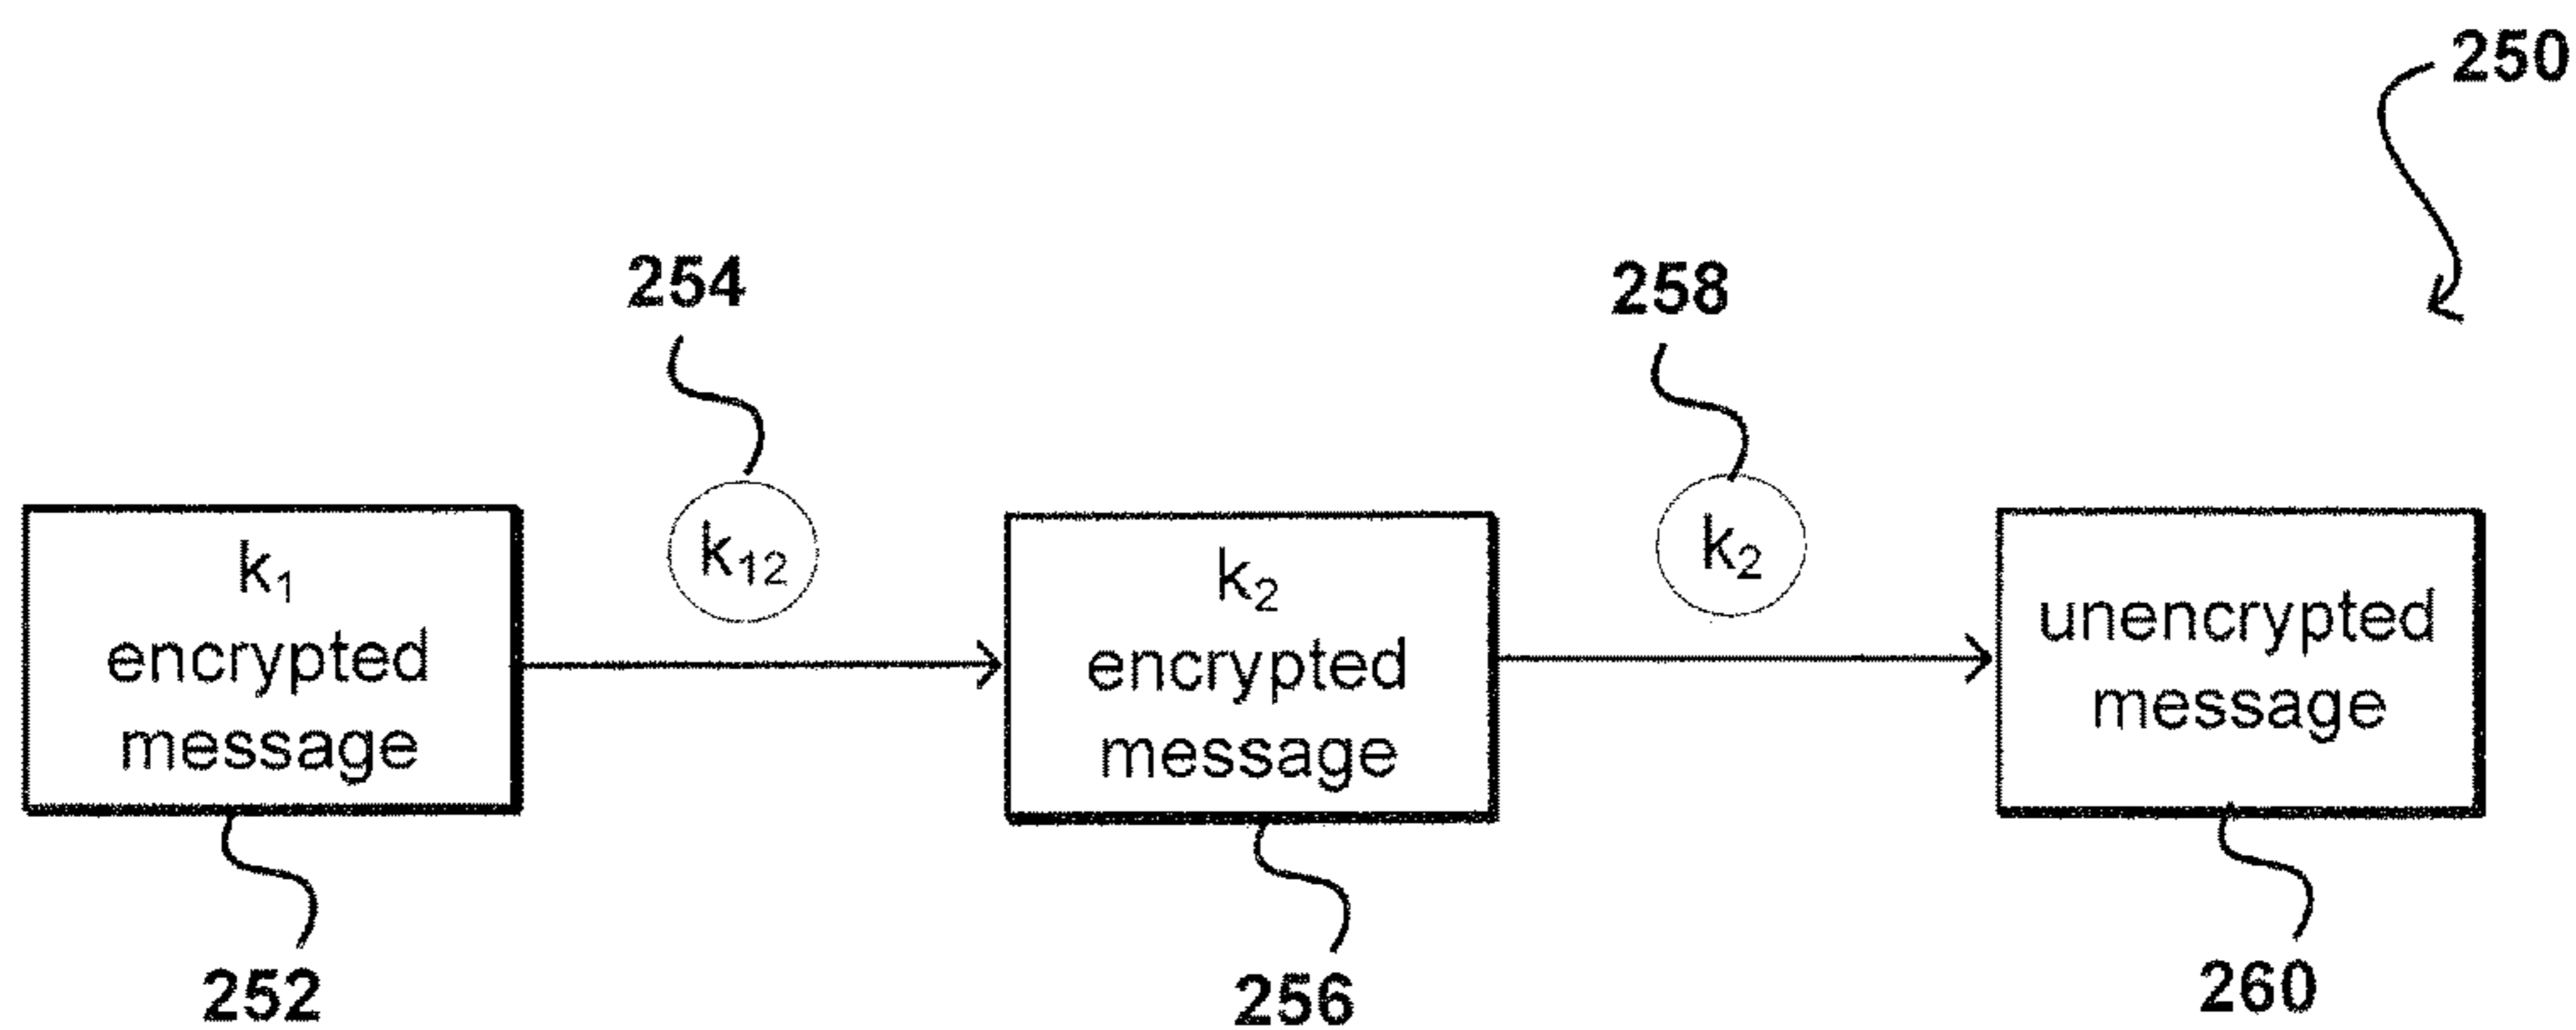 250
254
258
k₁₂
k₂
k₁
encrypted
message
k₂
encrypted
message
unencrypted
message
252
256
260